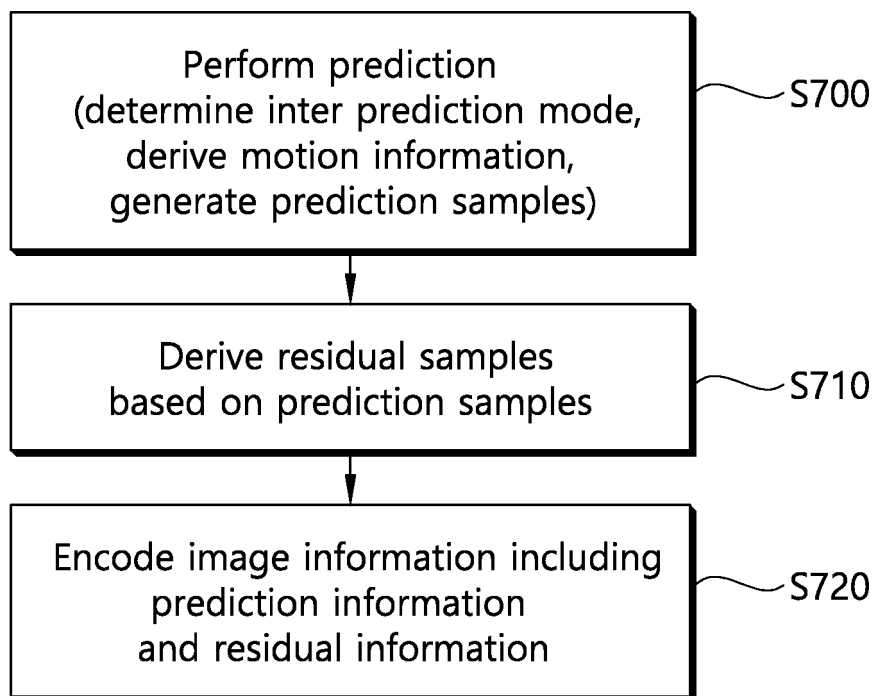 Perform prediction
(determine inter prediction mode,
derive motion information,
generate prediction samples)
S700
Derive residual samples
based on prediction samples
S710
Encode image information including
prediction information
and residual information
S720